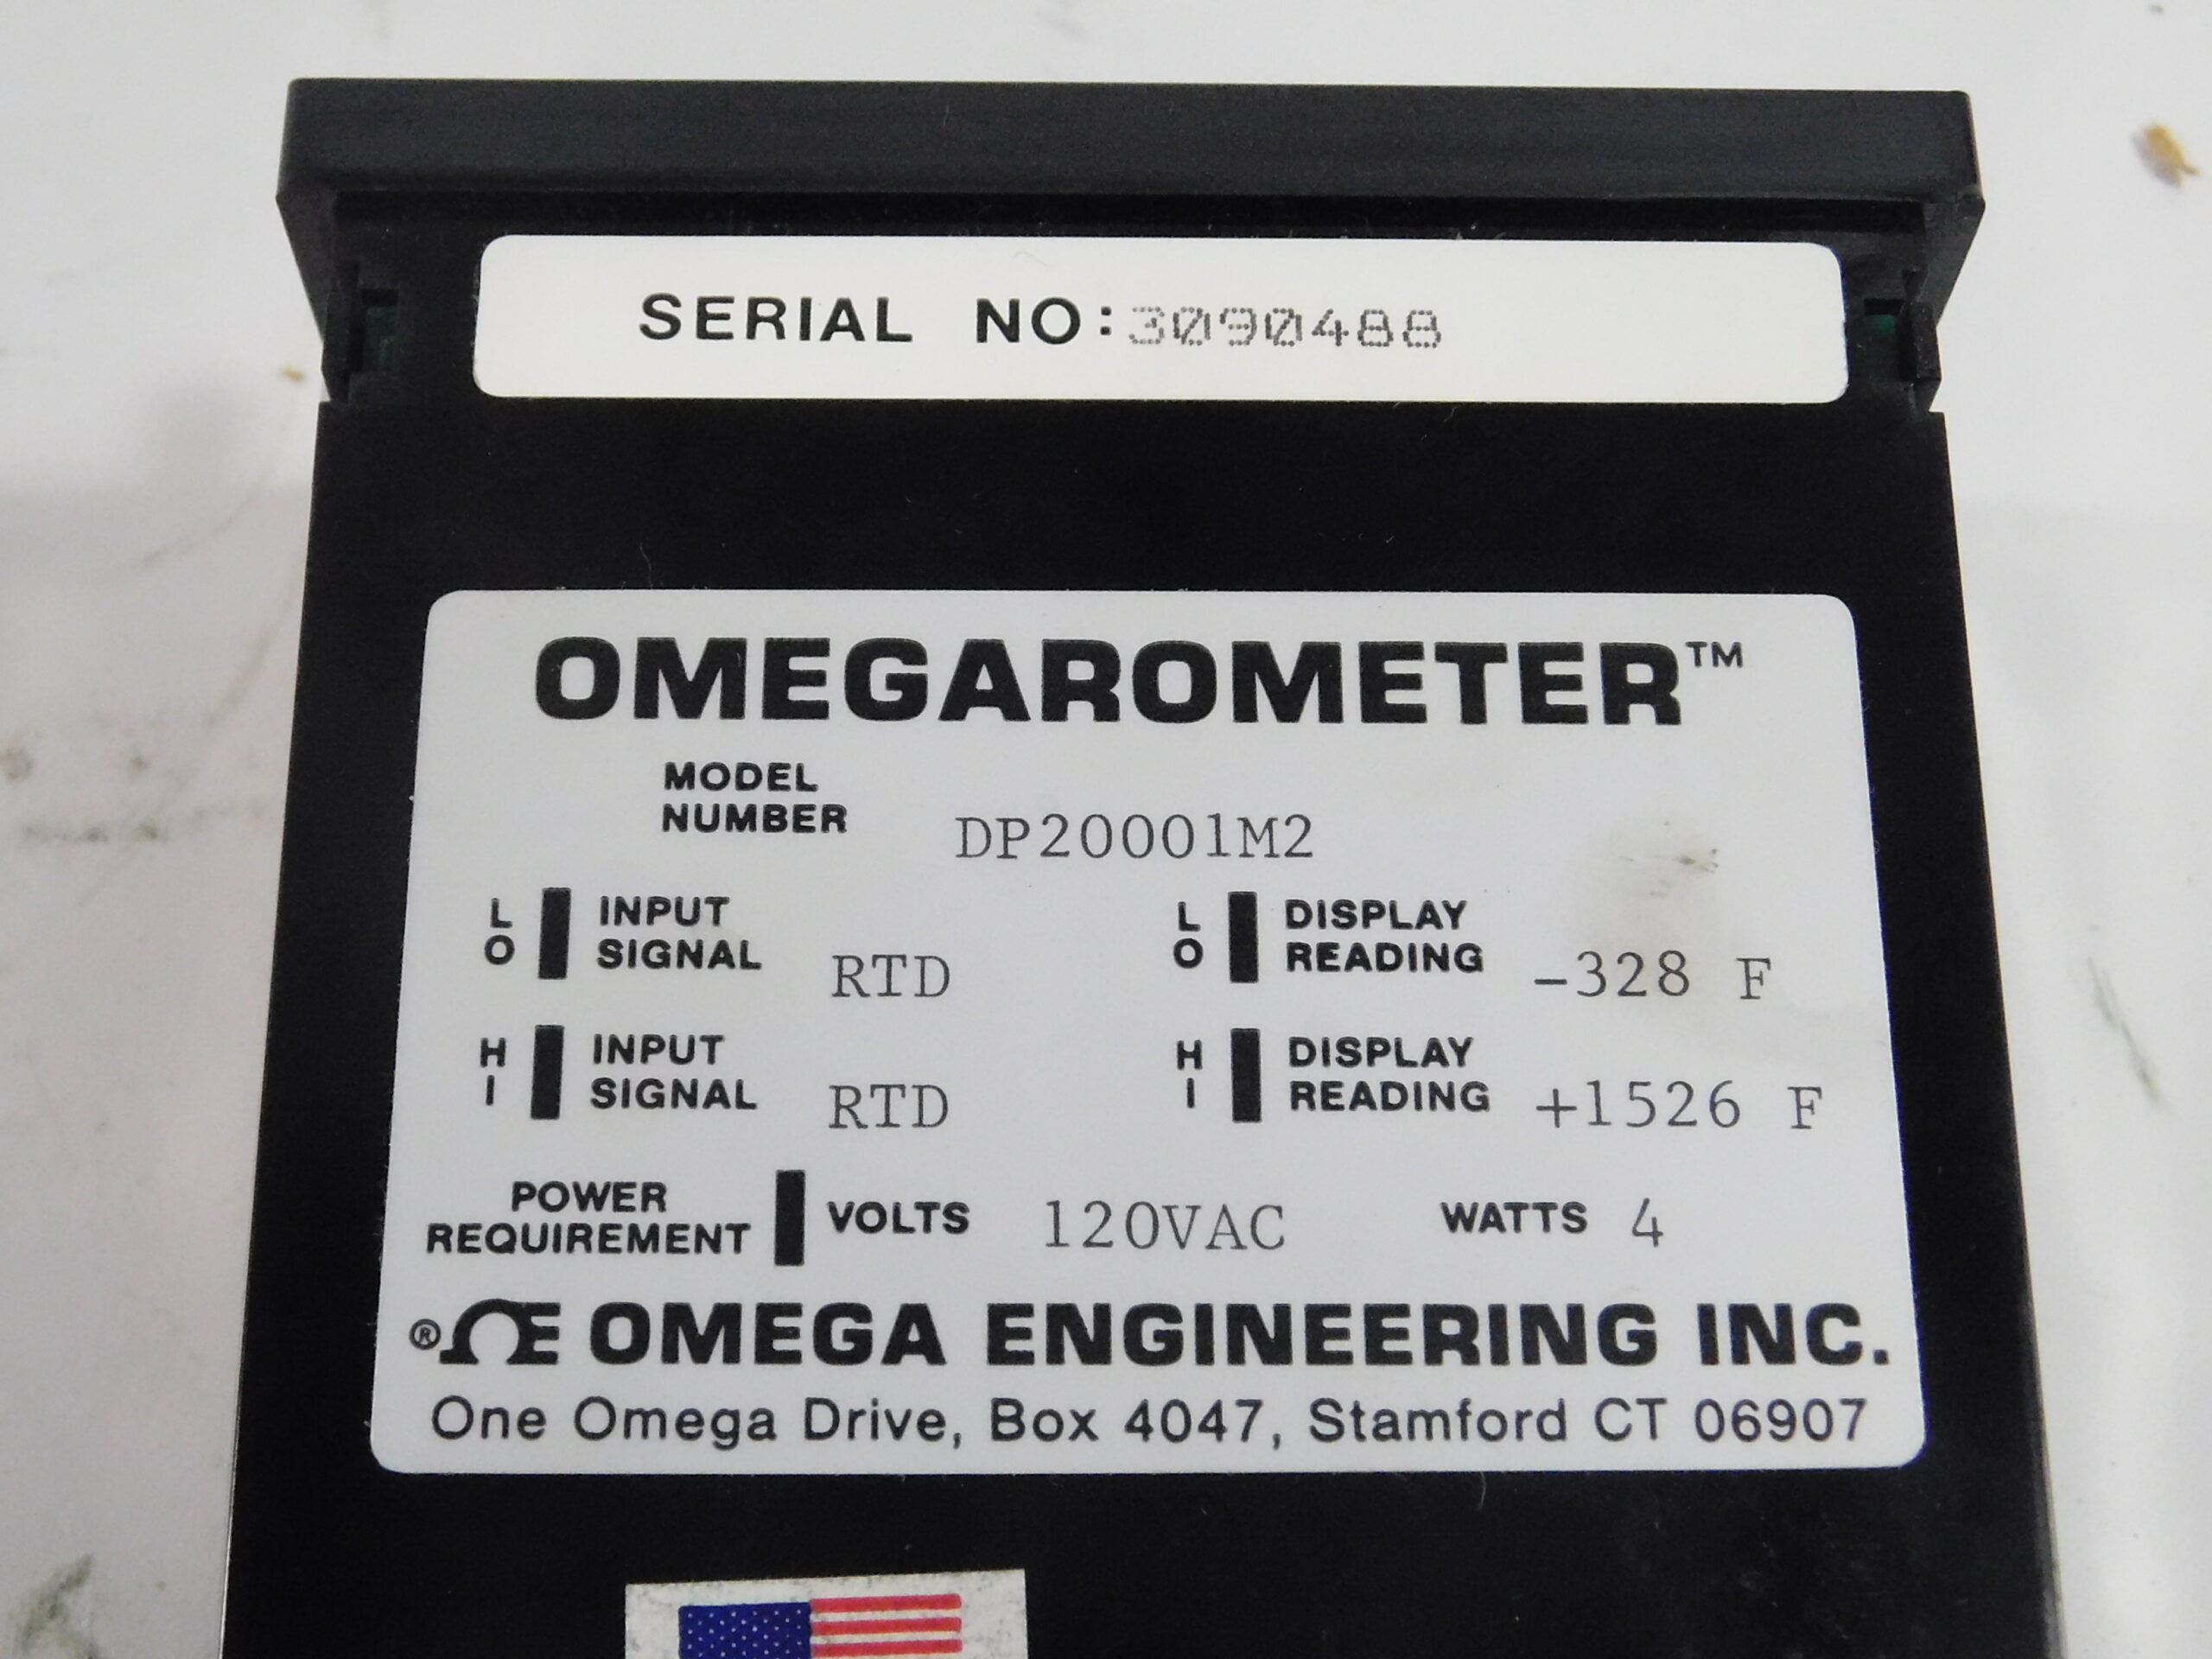 SERIAL NO: 3090488
OMEGAROMETER™
MODEL
NUMBER DP20001M2
LO INPUT SIGNAL RTD
LO DISPLAY READING -328 F
HI INPUT SIGNAL RTD
HI DISPLAY READING +1526 F
POWER REQUIREMENT VOLTS 120VAC WATTS 4
®ΩE OMEGA ENGINEERING INC.
One Omega Drive, Box 4047, Stamford CT 06907